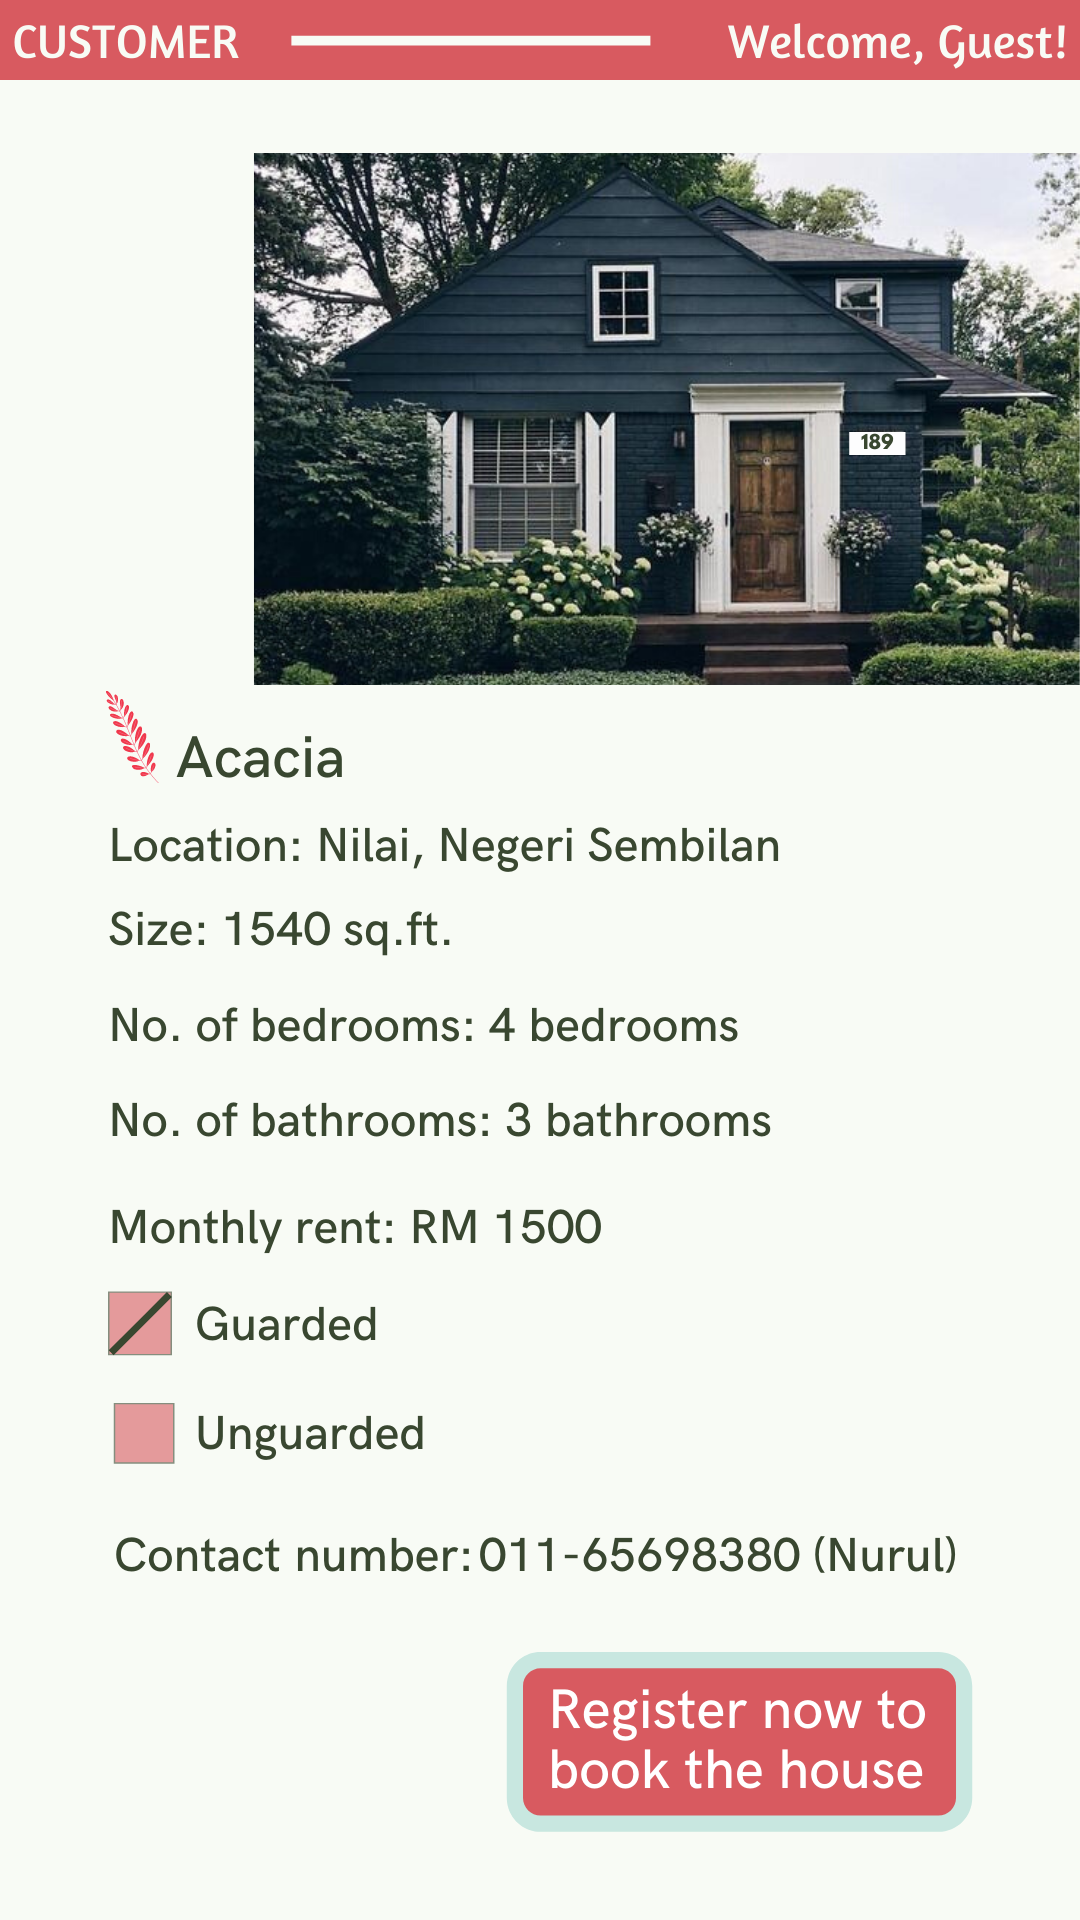 CUSTOMER
Welcome, Guest!
189
Acacia
Location: Nilai, Negeri Sembilan
Size: 1540 sq.ft.
No. of bedrooms: 4 bedrooms
No. of bathrooms: 3 bathrooms
Monthly rent: RM 1500
Guarded
Unguarded
Contact number: 011-65698380 (Nurul)
Register now to
book the house